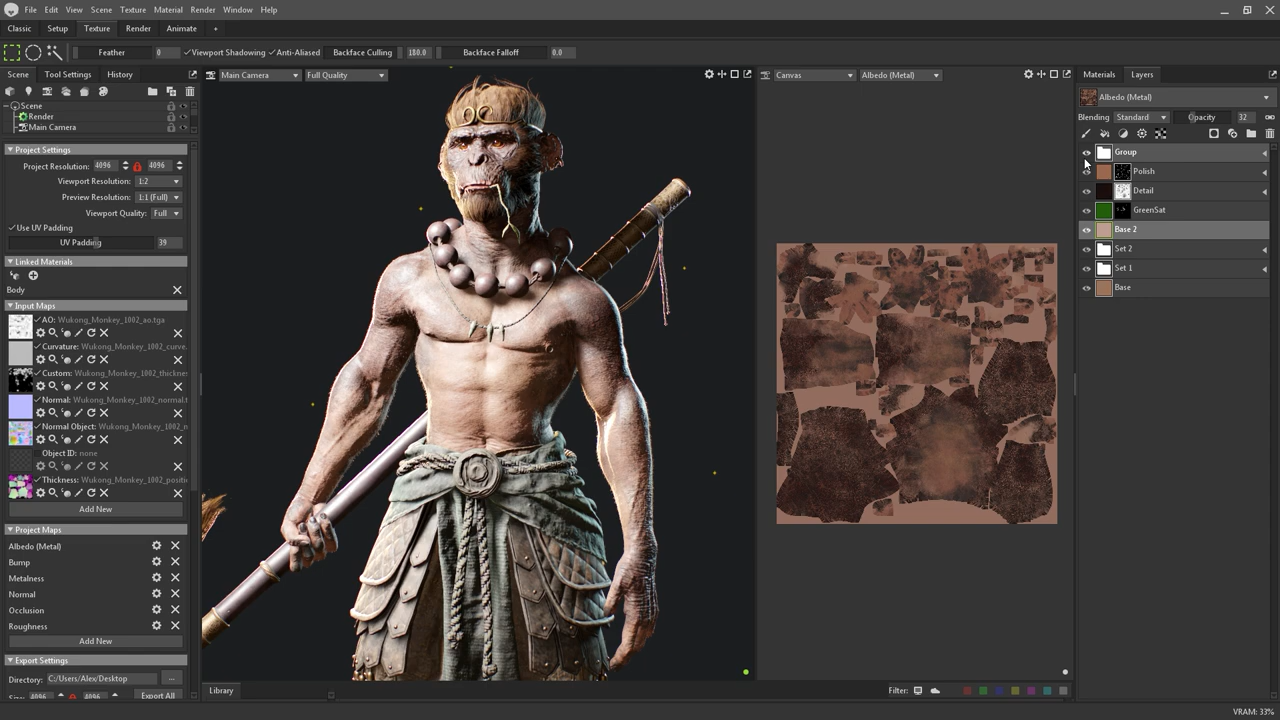 File Edit View Scene Texture Material Render Window Help
Classic Setup Texture Render Animate +
Feather 0 Viewport Shadowing Anti-Aliased Backface Culling 180.0 Backface Falloff 0.0
Scene Tool Settings History
Scene
Render
Main Camera
Project Settings
Project Resolution: 4096 4096
Viewport Resolution: 1:2
Preview Resolution: 1:1 (Full)
Viewport Quality: Full
Use UV Padding
UV Padding 39
Linked Materials
Body
Input Maps
AO: Wukong_Monkey_1002_ao.tga
Curvature: Wukong_Monkey_1002_curve.
Custom: Wukong_Monkey_1002_thicknes
Normal: Wukong_Monkey_1002_normal.t
Normal Object: Wukong_Monkey_1002_n
Object ID: none
Thickness: Wukong_Monkey_1002_positi
Add New
Project Maps
Albedo (Metal)
Bump
Metalness
Normal
Occlusion
Roughness
Add New
Export Settings
Directory: C:/Users/Alex/Desktop ...
Size: 4096 4096 Export All
Main Camera Full Quality
Library
Canvas Albedo (Metal)
Filter:
Materials Layers
Albedo (Metal)
Blending Standard Opacity 32
Group
Polish
Detail
GreenSat
Base 2
Set 2
Set 1
Base
VRAM: 33%